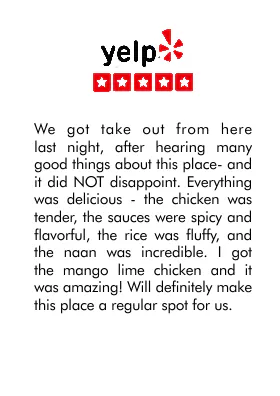 yelp
We got take out from here
last night, after hearing many
good things about this place- and
it did NOT disappoint. Everything
was delicious - the chicken was
tender, the sauces were spicy and
flavorful, the rice was fluffy, and
the naan was incredible. I got
the mango lime chicken and it
was amazing! Will definitely make
this place a regular spot for us.